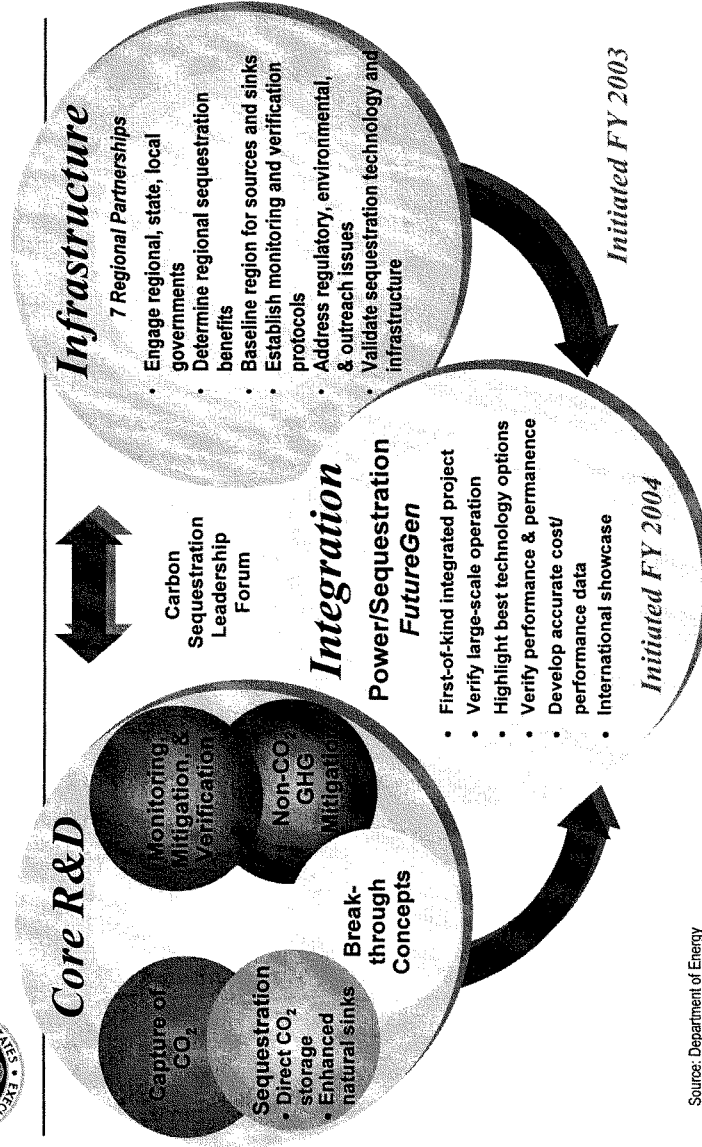 ATES • EXEC
Core R&D
Capture of
CO₂
Sequestration
• Direct CO₂
storage
• Enhanced
natural sinks
Monitoring,
Mitigation, &
Verification
Non-CO₂
GHG
Mitigation
Break-
through
Concepts
Carbon
Sequestration
Leadership
Forum
Infrastructure
7 Regional Partnerships
• Engage regional, state, local
governments
• Determine regional sequestration
benefits
• Baseline region for sources and sinks
• Establish monitoring and verification
protocols
• Address regulatory, environmental,
& outreach issues
• Validate sequestration technology and
infrastructure
Initiated FY 2003
Integration
Power/Sequestration
FutureGen
• First-of-kind integrated project
• Verify large-scale operation
• Highlight best technology options
• Verify performance & permanence
• Develop accurate cost/
performance data
• International showcase
Initiated FY 2004
Source: Department of Energy